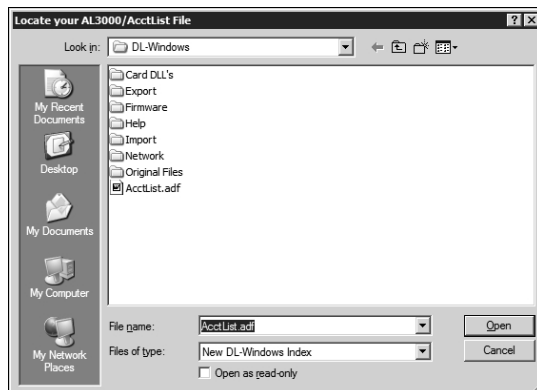 Locate your AL3000/AcctList File
Look in:
DL-Windows
My Recent
Documents
Desktop
My Documents
My Computer
My Network
Places
Card DLL's
Export
Firmware
Help
Import
Network
Original Files
AcctList.adf
File name:
AcctList.adf
Open
Files of type:
New DL-Windows Index
Cancel
Open as read-only